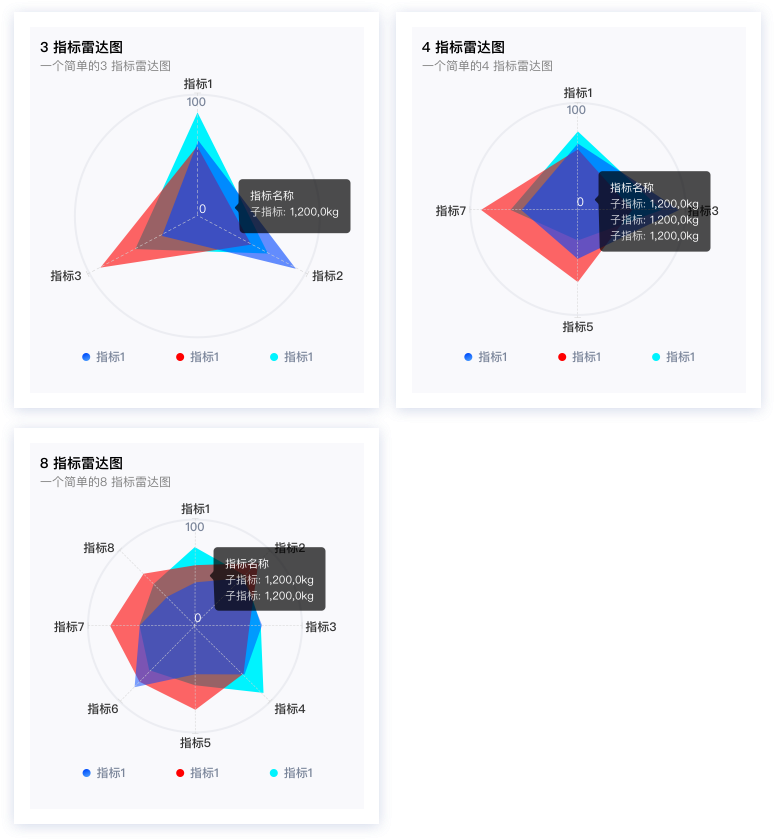 3 指标雷达图
一个简单的3 指标雷达图
指标1
100
指标名称
子指标: 1,200,0kg
0
指标3
指标2
指标1
指标1
指标1
4 指标雷达图
一个简单的4 指标雷达图
指标1
100
指标名称
子指标: 1,200,0kg
子指标: 1,200,0kg
子指标: 1,200,0kg
0
指标7
指标3
指标5
指标1
指标1
指标1
8 指标雷达图
一个简单的8 指标雷达图
指标1
100
指标8
指标2
指标名称
子指标: 1,200,0kg
子指标: 1,200,0kg
0
指标7
指标3
指标6
指标4
指标5
指标1
指标1
指标1